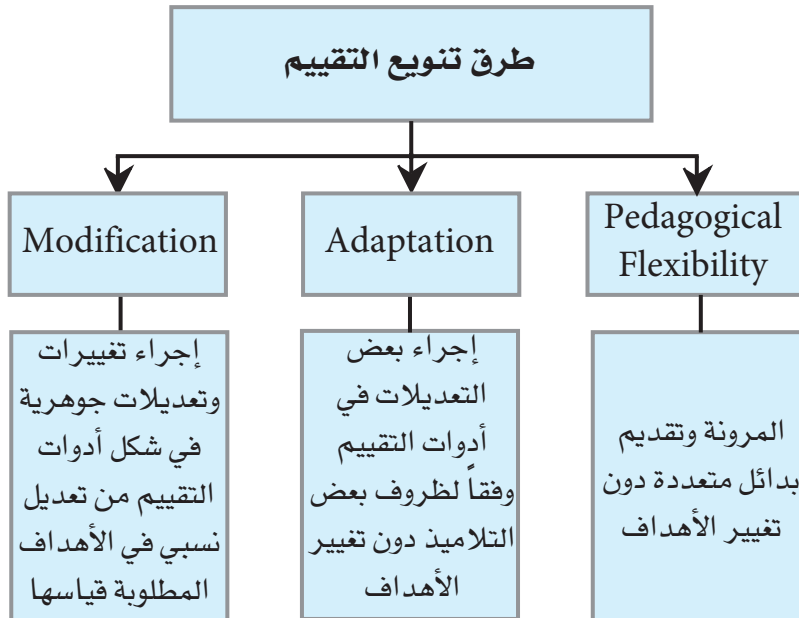 طرق تنويع التقييم
Pedagogical
Flexibility
المرونة وتقديم
بدائل متعددة دون
تغيير الأهداف
Adaptation
إجراء بعض
التعديلات في
أدوات التقييم
وفقاً لظروف بعض
التلاميذ دون تغيير
الأهداف
Modification
إجراء تغييرات
وتعديلات جوهرية
في شكل أدوات
التقييم من تعديل
نسبي في الأهداف
المطلوبة قياسها